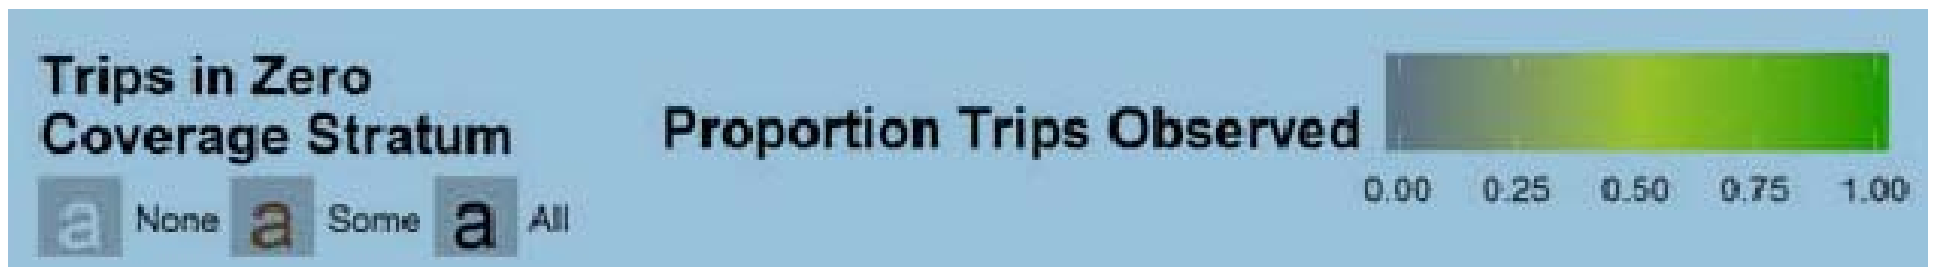 Trips in Zero
Coverage Stratum
a None a Some a All
Proportion Trips Observed
0.00 0.25 0.50 0.75 1.00